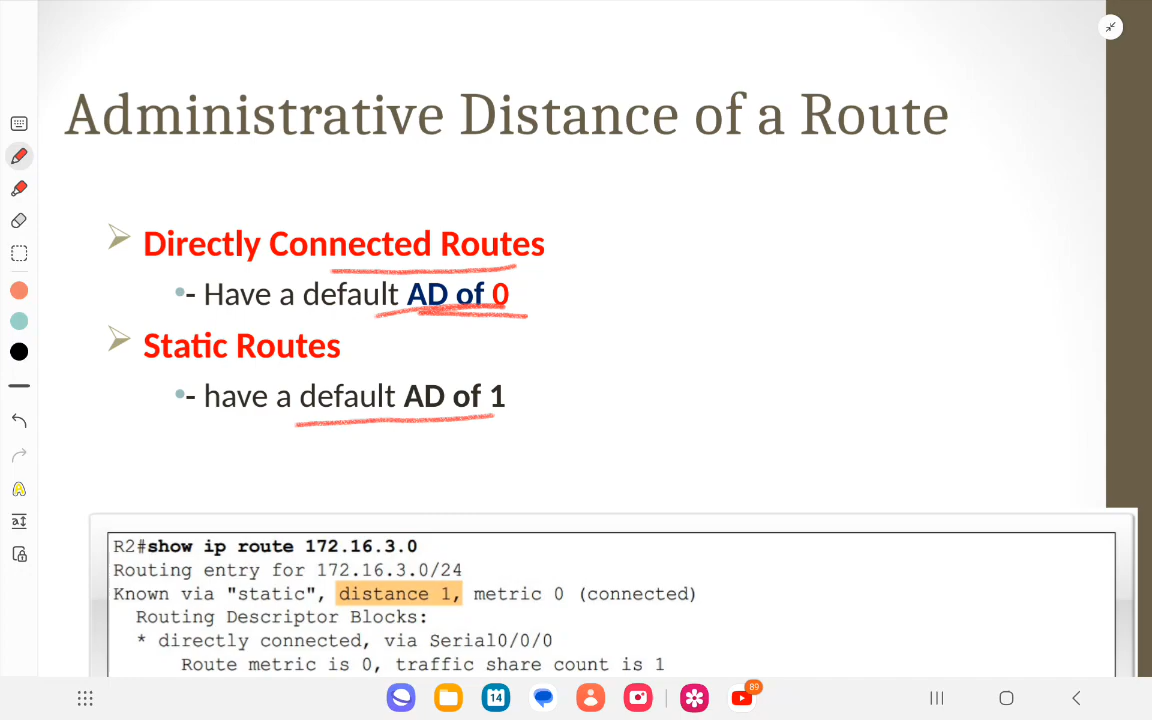 Administrative Distance of a Route
Directly Connected Routes
- Have a default AD of 0
Static Routes
- have a default AD of 1
R2#show ip route 172.16.3.0
Routing entry for 172.16.3.0/24
Known via "static", distance 1, metric 0 (connected)
Routing Descriptor Blocks:
* directly connected, via Serial0/0/0
Route metric is 0, traffic share count is 1
14
89